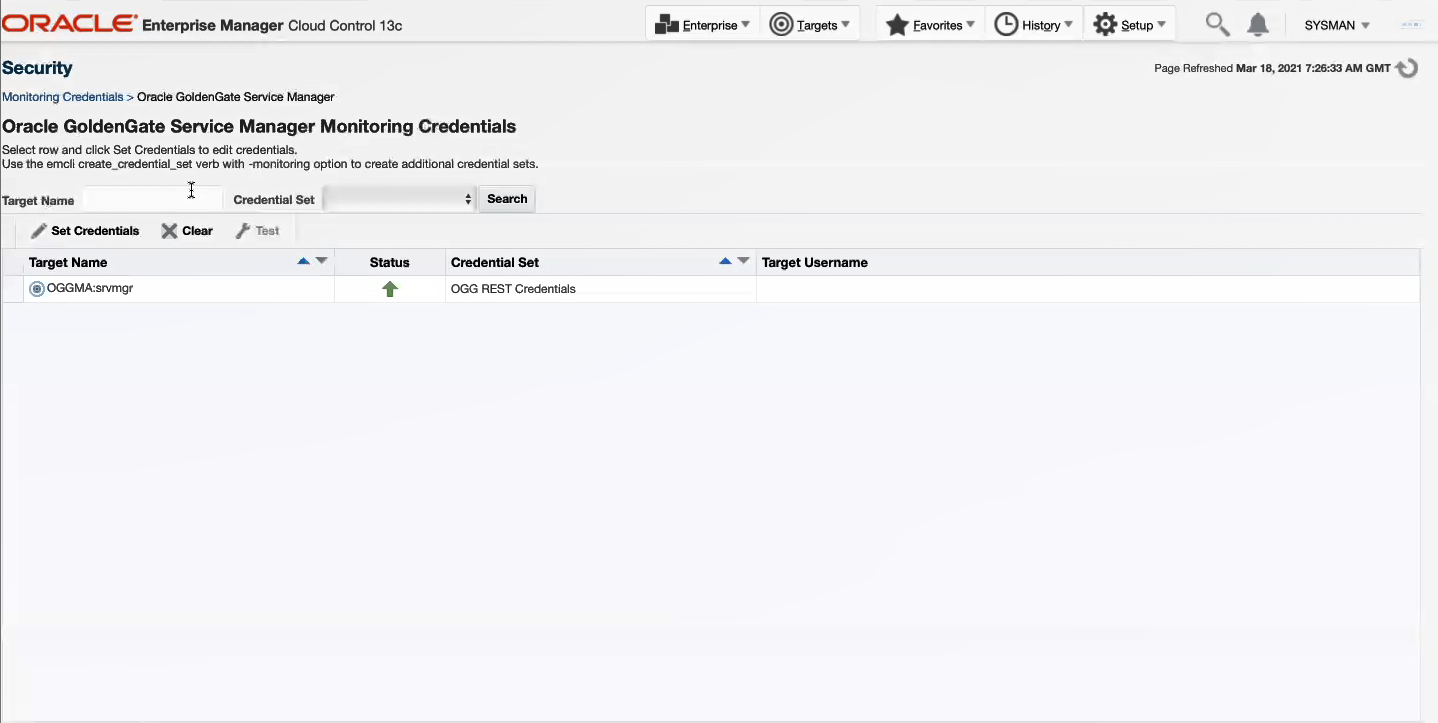 ORACLE Enterprise Manager Cloud Control 13c Enterprise Targets Favorites History Setup SYSMAN
Security
Page Refreshed Mar 18, 2021 7:26:33 AM GMT
Monitoring Credentials > Oracle GoldenGate Service Manager
Oracle GoldenGate Service Manager Monitoring Credentials
Select row and click Set Credentials to edit credentials.
Use the emcli create_credential_set verb with -monitoring option to create additional credential sets.
Target Name Credential Set Search
Set Credentials Clear Test
Target Name Status Credential Set Target Username
OGGMA:srvmgr OGG REST Credentials